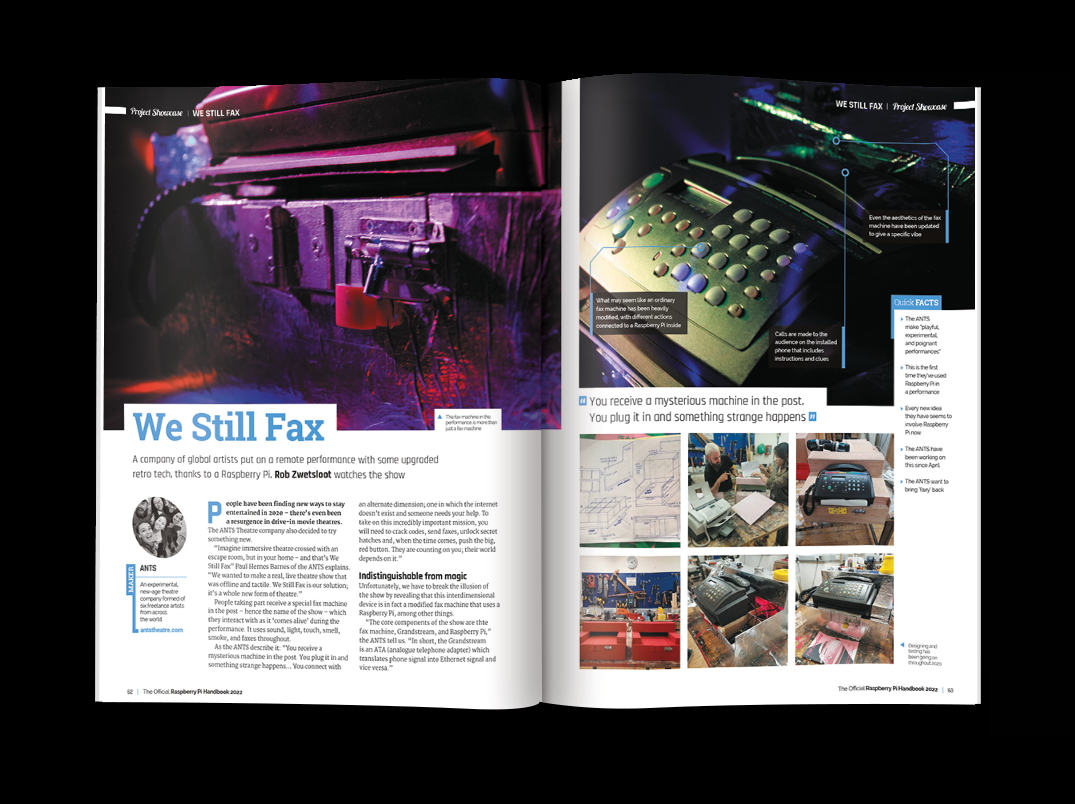 Project Showcase | WE STILL FAX
We Still Fax
The fax machine in the
performance is more than
just a fax machine
A company of global artists put on a remote performance with some upgraded
retro tech, thanks to a Raspberry Pi. Rob Zwetsloot watches the show
MAKER
ANTS
An experimental,
new-age theatre
company formed of
six freelance artists
from across
the world.
antstheatre.com
People have been finding new ways to stay
entertained in 2020 – there's even been
a resurgence in drive-in movie theatres.
The ANTS Theatre company also decided to try
something new.
"Imagine immersive theatre crossed with an
escape room, but in your home – and that's We
Still Fax" Paul Hernes Barnes of the ANTS explains.
"We wanted to make a real, live theatre show that
was offline and tactile. We Still Fax is our solution;
it's a whole new form of theatre."
People taking part receive a special fax machine
in the post – hence the name of the show – which
they interact with as it 'comes alive' during the
performance. It uses sound, light, touch, smell,
smoke, and faxes throughout.
As the ANTS describe it: "You receive a
mysterious machine in the post. You plug it in and
something strange happens... You connect with
an alternate dimension; one in which the internet
doesn't exist and someone needs your help. To
take on this incredibly important mission, you
will need to crack codes, send faxes, unlock secret
hatches and, when the time comes, push the big,
red button. They are counting on you; their world
depends on it."
Indistinguishable from magic
Unfortunately, we have to break the illusion of
the show by revealing that this interdimensional
device is in fact a modified fax machine that uses a
Raspberry Pi, among other things.
"The core components of the show are the
fax machine, Grandstream, and Raspberry Pi,"
the ANTS tell us. "In short, the Grandstream
is an ATA (analogue telephone adapter) which
translates phone signal into Ethernet signal and
vice versa."
52 | The Official Raspberry Pi Handbook 2022
WE STILL FAX | Project Showcase
Even the aesthetics of the fax
machine have been updated
to give a specific vibe
What may seem like an ordinary
fax machine has been heavily
modified, with different actions
connected to a Raspberry Pi inside
Calls are made to the
audience on the installed
phone that includes
instructions and clues
Quick FACTS
The ANTS
make "playful,
experimental,
and poignant
performances"
This is the first
time they've used
Raspberry Pi in
a performance
Every new idea
they have seems to
involve Raspberry
Pi now
The ANTS have
been working on
this since April
The ANTS want to
bring 'faxy' back
You receive a mysterious machine in the post.
You plug it in and something strange happens
Designing and
testing has
been going on
throughout 2020
The Official Raspberry Pi Handbook 2022 | 53